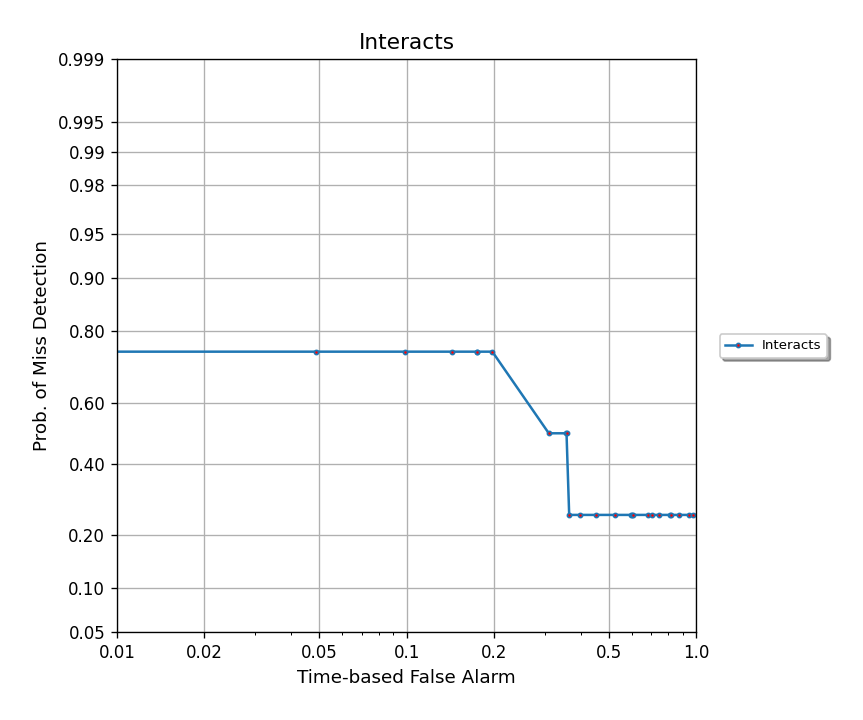 Interacts
0.999
0.995
0.99
0.98
0.95
0.90
0.80
0.60
0.40
0.20
0.10
0.05
Prob. of Miss Detection
0.01 0.02 0.05 0.1 0.2 0.5 1.0
Time-based False Alarm
Interacts